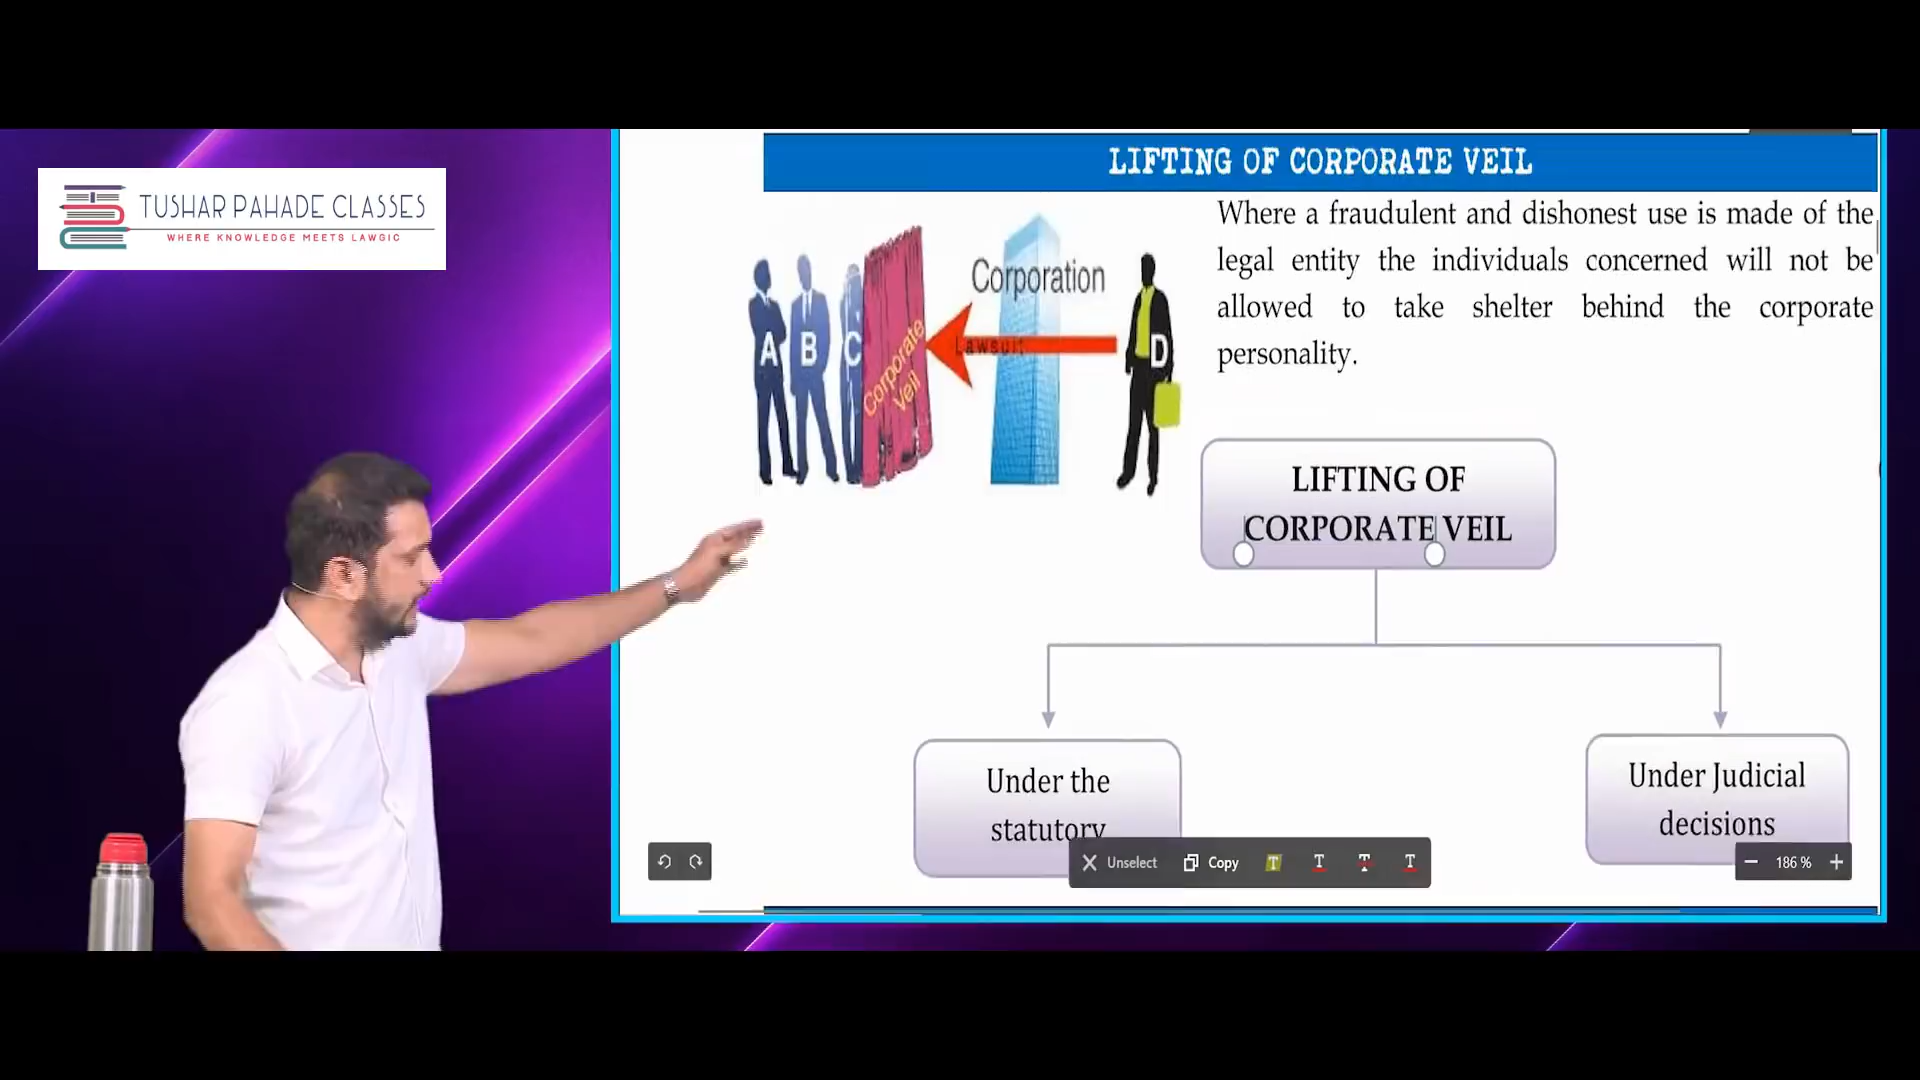 TUSHAR PAHADE CLASSES
WHERE KNOWLEDGE MEETS LAWGIC
LIFTING OF CORPORATE VEIL
Where a fraudulent and dishonest use is made of the
legal entity the individuals concerned will not be
allowed to take shelter behind the corporate
personality.
Corporation
A B C
Corporate
Veil
Lawsuit
D
LIFTING OF
CORPORATE VEIL
Under the
statutory
Under Judicial
decisions
Unselect Copy T T T T
186 %